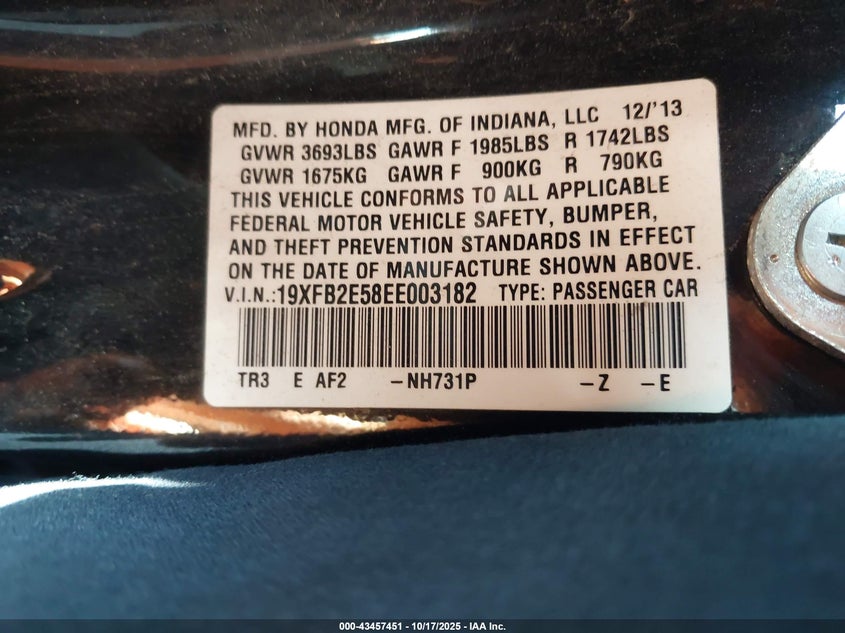 MFD. BY HONDA MFG. OF INDIANA, LLC 12/'13
GVWR 3693LBS GAWR F 1985LBS R 1742LBS
GVWR 1675KG GAWR F 900KG R 790KG
THIS VEHICLE CONFORMS TO ALL APPLICABLE
FEDERAL MOTOR VEHICLE SAFETY, BUMPER,
AND THEFT PREVENTION STANDARDS IN EFFECT
ON THE DATE OF MANUFACTURE SHOWN ABOVE.
V.I.N.:19XFB2E58EE003182 TYPE: PASSENGER CAR
TR3 E AF2 -NH731P -Z -E
000-43457451 - 10/17/2025 - IAA Inc.